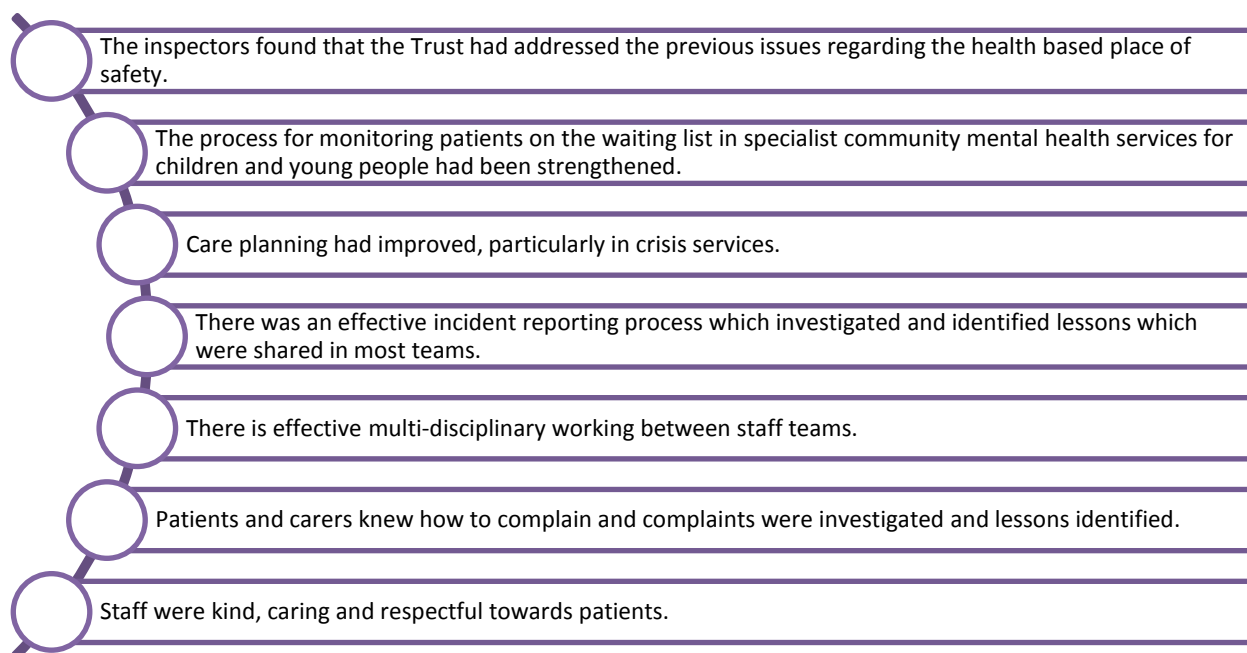 The inspectors found that the Trust had addressed the previous issues regarding the health based place of
safety.
The process for monitoring patients on the waiting list in specialist community mental health services for
children and young people had been strengthened.
Care planning had improved, particularly in crisis services.
There was an effective incident reporting process which investigated and identified lessons which
were shared in most teams.
There is effective multi-disciplinary working between staff teams.
Patients and carers knew how to complain and complaints were investigated and lessons identified.
Staff were kind, caring and respectful towards patients.